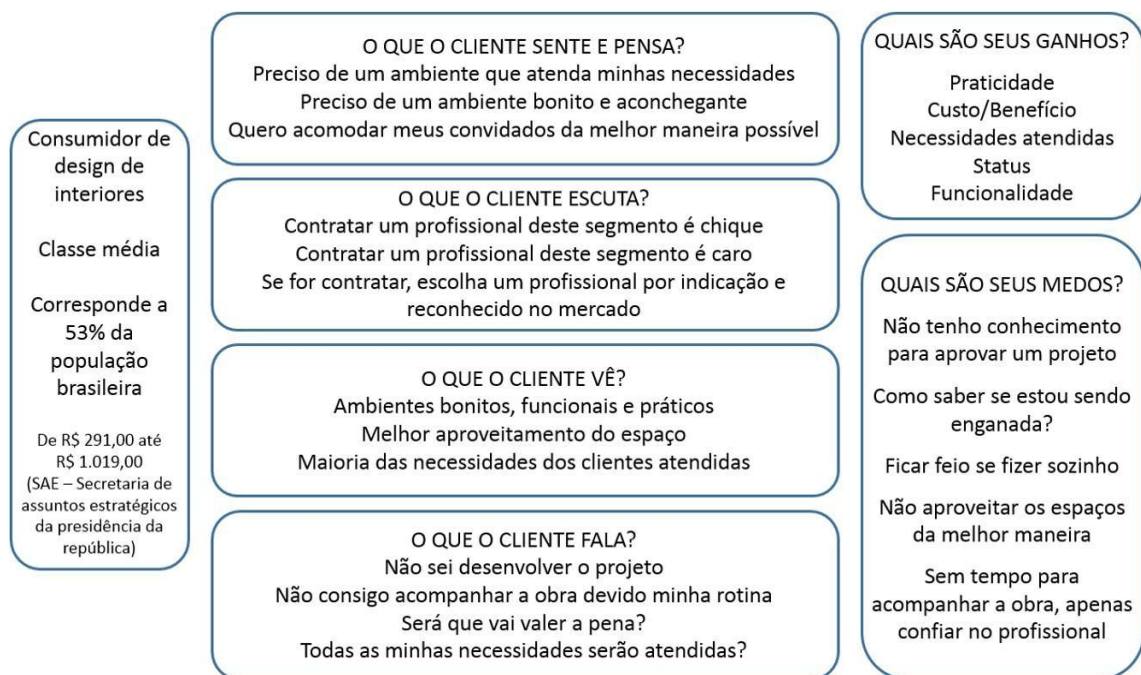 Consumidor de
design de
interiores
Classe média
Corresponde a
53% da
população
brasileira
De R$ 291,00 até
R$ 1.019,00
(SAE – Secretaria de
assuntos estratégicos
da presidência da
república)
O QUE O CLIENTE SENTE E PENSA?
Preciso de um ambiente que atenda minhas necessidades
Preciso de um ambiente bonito e aconchegante
Quero acomodar meus convidados da melhor maneira possível
O QUE O CLIENTE ESCUTA?
Contratar um profissional deste segmento é chique
Contratar um profissional deste segmento é caro
Se for contratar, escolha um profissional por indicação e
reconhecido no mercado
O QUE O CLIENTE VÊ?
Ambientes bonitos, funcionais e práticos
Melhor aproveitamento do espaço
Maioria das necessidades dos clientes atendidas
O QUE O CLIENTE FALA?
Não sei desenvolver o projeto
Não consigo acompanhar a obra devido minha rotina
Será que vai valer a pena?
Todas as minhas necessidades serão atendidas?
QUAIS SÃO SEUS GANHOS?
Praticidade
Custo/Benefício
Necessidades atendidas
Status
Funcionalidade
QUAIS SÃO SEUS MEDOS?
Não tenho conhecimento
para aprovar um projeto
Como saber se estou sendo
enganada?
Ficar feio se fizer sozinho
Não aproveitar os espaços
da melhor maneira
Sem tempo para
acompanhar a obra, apenas
confiar no profissional